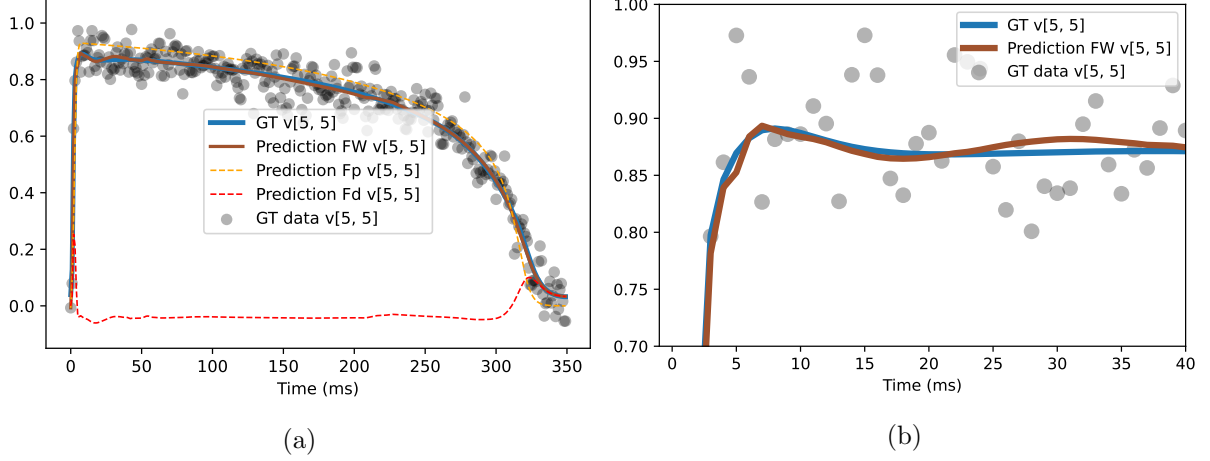 1.0
0.8
0.6
0.4
0.2
0.0
0 50 100 150 200 250 300 350
Time (ms)
GT v[5, 5]
Prediction FW v[5, 5]
Prediction Fp v[5, 5]
Prediction Fd v[5, 5]
GT data v[5, 5]
(a)
1.00
0.95
0.90
0.85
0.80
0.75
0.70
0 5 10 15 20 25 30 35 40
Time (ms)
GT v[5, 5]
Prediction FW v[5, 5]
GT data v[5, 5]
(b)